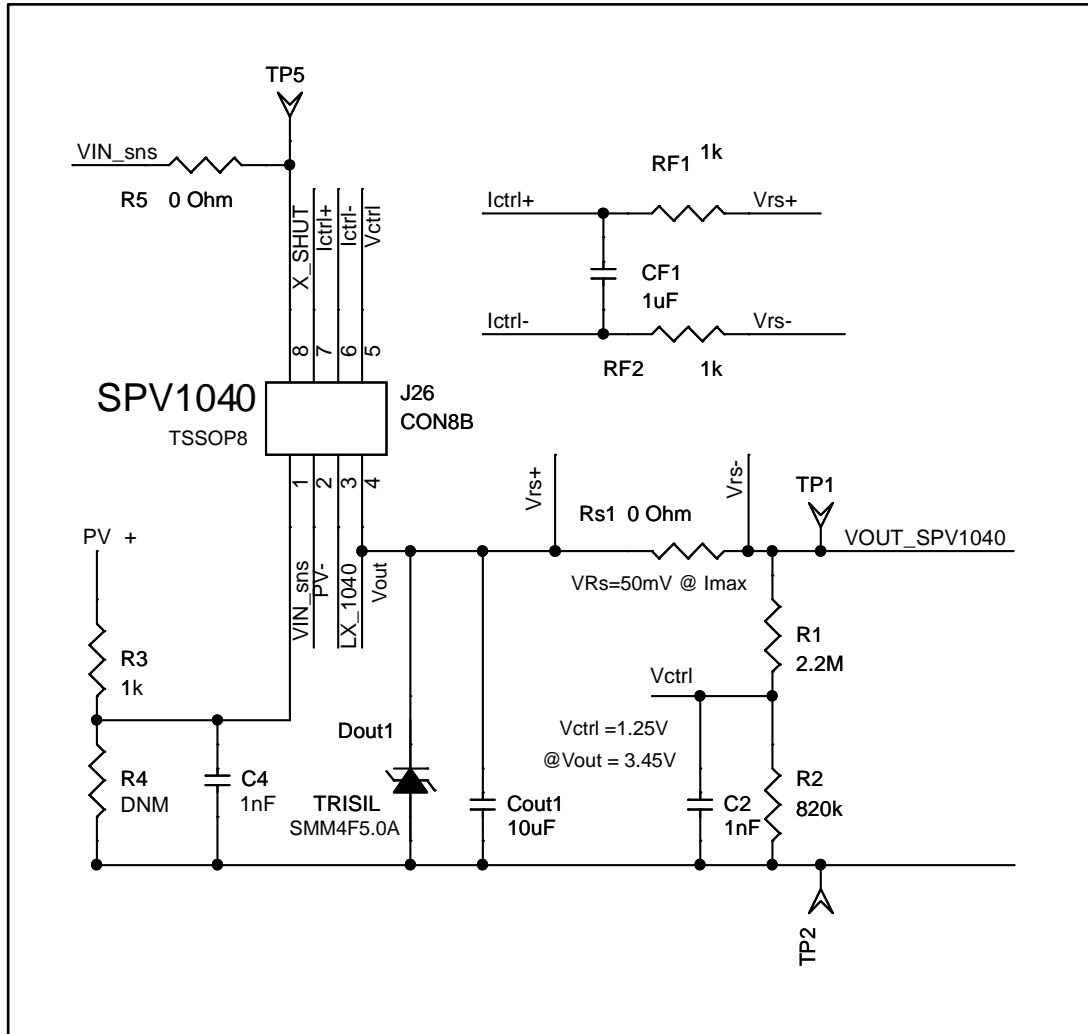 TP5
VIN_sns
R5 0 Ohm
X_SHUT
Ictrl+
Ictrl-
Vctrl
8
7
6
5
RF1 1k
Ictrl+ Vrs+
CF1
1uF
Ictrl- Vrs-
RF2 1k
SPV1040
TSSOP8
J26
CON8B
1
2
3
4
VIN_sns
PV-
LX_1040
Vout
Vrs+
Rs1 0 Ohm
Vrs-
TP1
VOUT_SPV1040
VRs=50mV @ Imax
PV +
R3
1k
R1
2.2M
Vctrl
Vctrl =1.25V
@Vout = 3.45V
Dout1
R4
DNM
C4
1nF
TRISIL
SMM4F5.0A
Cout1
10uF
C2
1nF
R2
820k
TP2